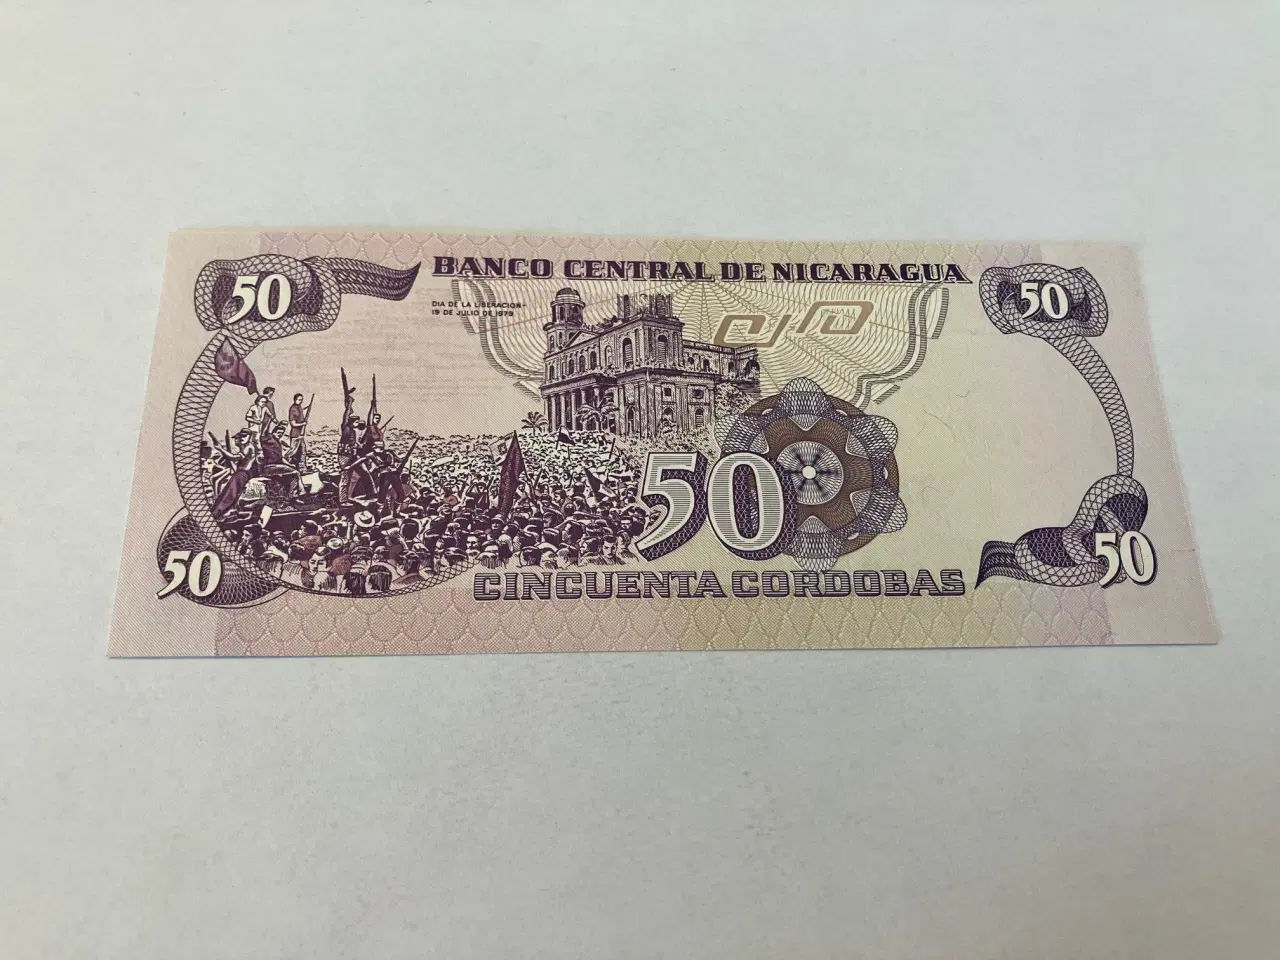 50
BANCO CENTRAL DE NICARAGUA
50
DIA DE LA LIBERACION-
19 DE JULIO DE 1979
50
50
CINCUENTA CORDOBAS
50